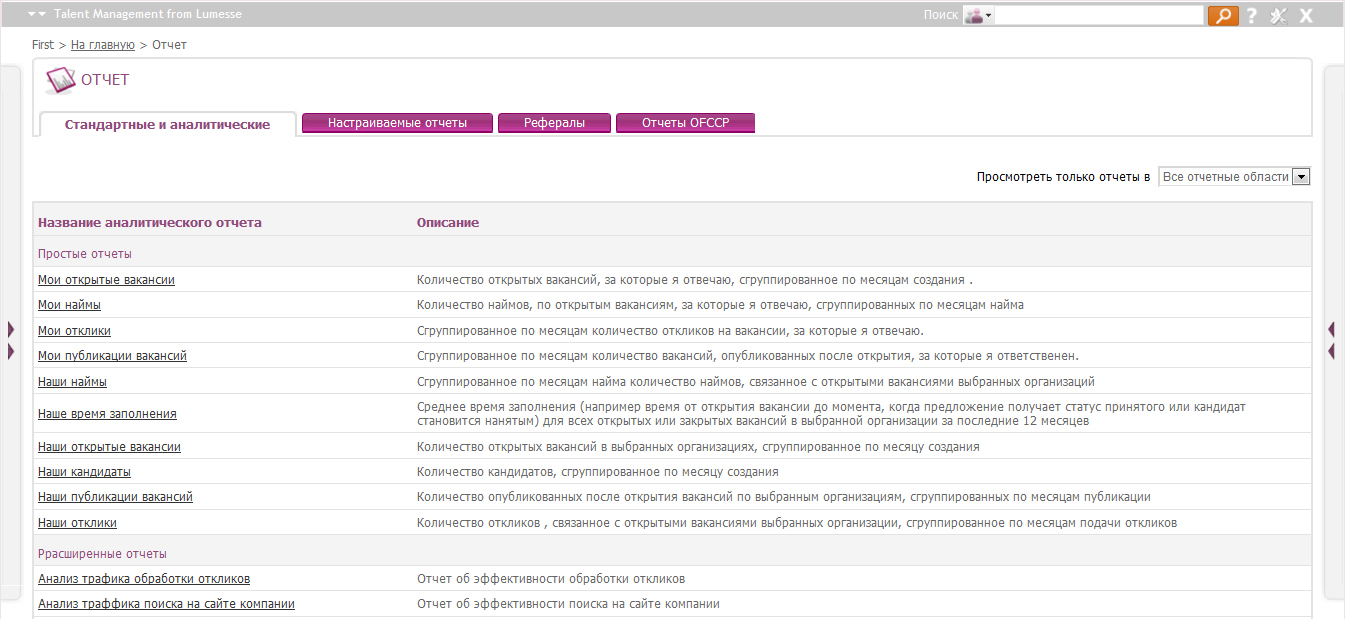 Talent Management from Lumesse
Поиск
?
X
First > На главную > Отчет
ОТЧЕТ
Стандартные и аналитические
Настраиваемые отчеты
Рефералы
Отчеты OFCCP
Просмотреть только отчеты в
Все отчетные области
Название аналитического отчета
Описание
Простые отчеты
Мои открытые вакансии
Количество открытых вакансий, за которые я отвечаю, сгруппированное по месяцам создания .
Мои наймы
Количество наймов, по открытым вакансиям, за которые я отвечаю, сгруппированных по месяцам найма
Мои отклики
Сгруппированное по месяцам количество откликов на вакансии, за которые я отвечаю.
Мои публикации вакансий
Сгруппированное по месяцам количество вакансий, опубликованных после открытия, за которые я ответственен.
Наши наймы
Сгруппированное по месяцам найма количество наймов, связанное с открытыми вакансиями выбранных организаций
Наше время заполнения
Среднее время заполнения (например время от открытия вакансии до момента, когда предложение получает статус принятого или кандидат
становится нанятым) для всех открытых или закрытых вакансий в выбранной организации за последние 12 месяцев
Наши открытые вакансии
Количество открытых вакансий в выбранных организациях, сгруппированное по месяцу создания
Наши кандидаты
Количество кандидатов, сгруппированное по месяцу создания
Наши публикации вакансий
Количество опубликованных после открытия вакансий по выбранным организациям, сгруппированных по месяцам публикации
Наши отклики
Количество откликов , связанное с открытыми вакансиями выбранных организации, сгруппированное по месяцам подачи откликов
Ррасширенные отчеты
Анализ трафика обработки откликов
Отчет об эффективности обработки откликов
Анализ траффика поиска на сайте компании
Отчет об эффективности поиска на сайте компании